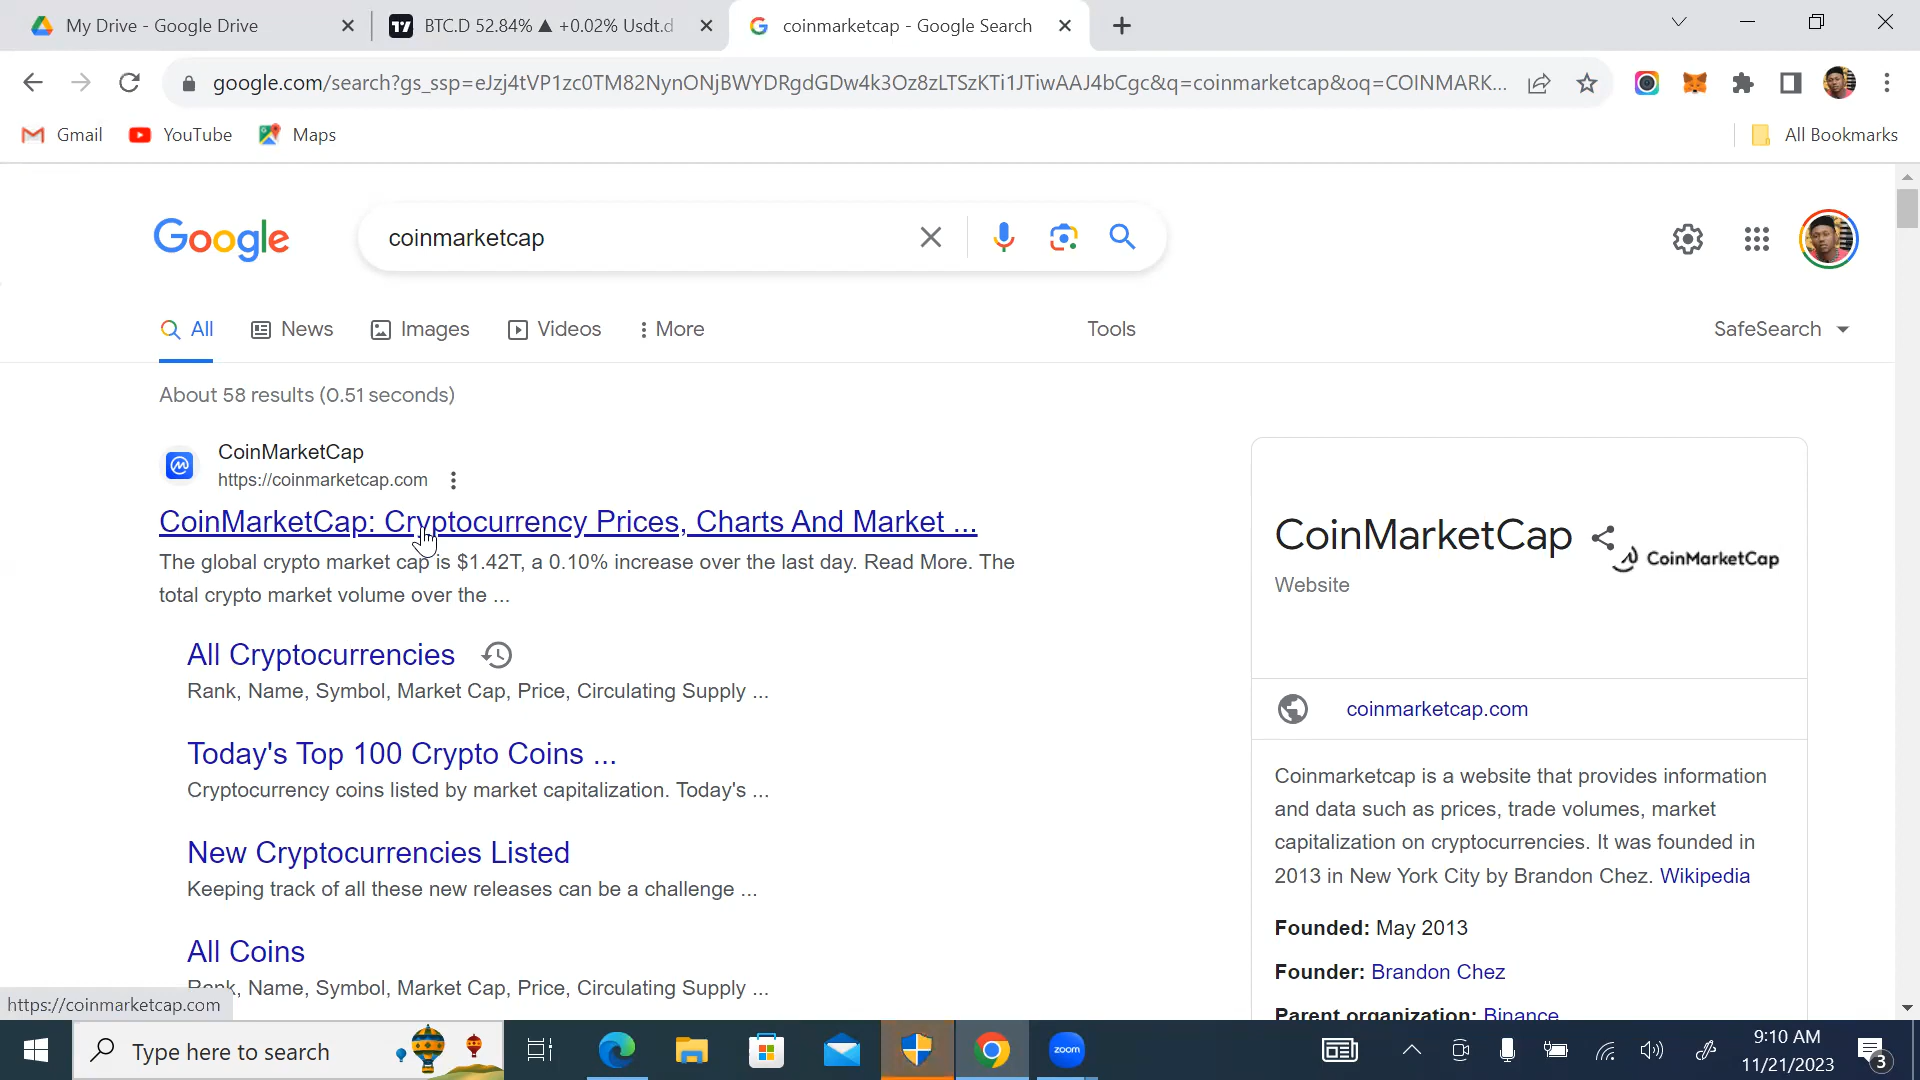 My Drive - Google Drive
BTC.D 52.84% ▲ +0.02% Usdt.d
coinmarketcap - Google Search
google.com/search?gs_ssp=eJzj4tVP1zc0TM82NynONjBWYDRgdGDw4k3Oz8zLTSzKTi1JTiwAAJ4bCgc&q=coinmarketcap&oq=COINMARK...
Gmail
YouTube
Maps
All Bookmarks
Google
coinmarketcap
All
News
Images
Videos
More
Tools
SafeSearch
About 58 results (0.51 seconds)
CoinMarketCap
https://coinmarketcap.com
CoinMarketCap: Cryptocurrency Prices, Charts And Market ...
The global crypto market cap is $1.42T, a 0.10% increase over the last day. Read More. The
total crypto market volume over the ...
All Cryptocurrencies
Rank, Name, Symbol, Market Cap, Price, Circulating Supply ...
Today's Top 100 Crypto Coins ...
Cryptocurrency coins listed by market capitalization. Today's ...
New Cryptocurrencies Listed
Keeping track of all these new releases can be a challenge ...
All Coins
Rank, Name, Symbol, Market Cap, Price, Circulating Supply ...
https://coinmarketcap.com
CoinMarketCap
CoinMarketCap
Website
coinmarketcap.com
Coinmarketcap is a website that provides information
and data such as prices, trade volumes, market
capitalization on cryptocurrencies. It was founded in
2013 in New York City by Brandon Chez. Wikipedia
Founded: May 2013
Founder: Brandon Chez
Parent organization: Binance
Type here to search
zoom
9:10 AM
11/21/2023
3